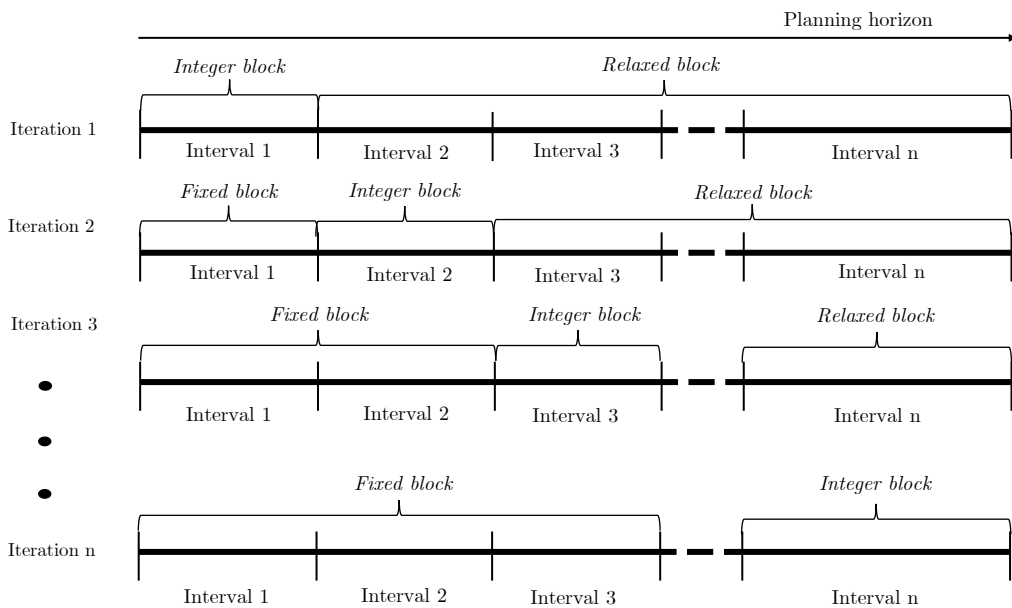 Planning horizon
Integer block Relaxed block
Iteration 1
Interval 1 Interval 2 Interval 3 Interval n
Fixed block Integer block Relaxed block
Iteration 2
Interval 1 Interval 2 Interval 3 Interval n
Fixed block Integer block Relaxed block
Iteration 3
Interval 1 Interval 2 Interval 3 Interval n
Fixed block Integer block
Iteration n
Interval 1 Interval 2 Interval 3 Interval n